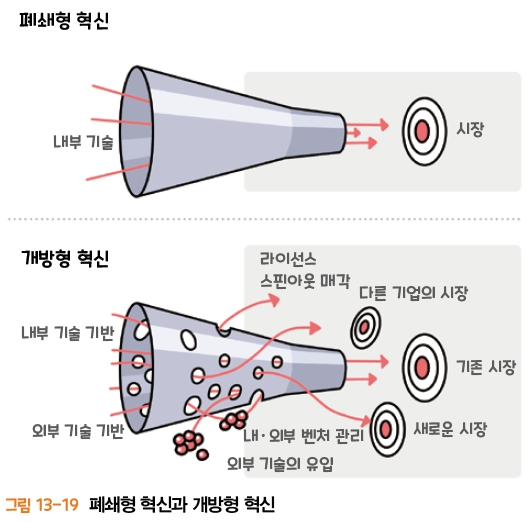 폐쇄형 혁신
내부 기술
시장
개방형 혁신
라이선스
스핀아웃 매각
다른 기업의 시장
내부 기술 기반
기존 시장
외부 기술 기반
내·외부 벤처 관리
새로운 시장
외부 기술의 유입
그림 13-19 폐쇄형 혁신과 개방형 혁신